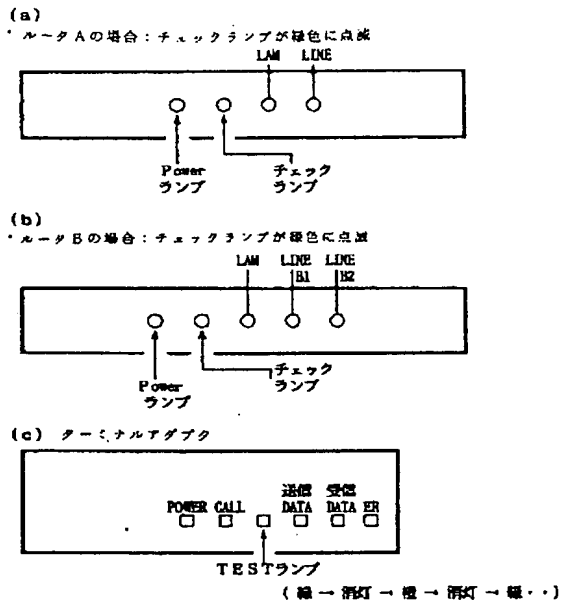 (a)
・ルータAの場合：チェックランプが緑色に点滅
LAN LINE
Power
ランプ
チェック
ランプ
(b)
・ルータBの場合：チェックランプが緑色に点滅
LAN LINE LINE
B1 B2
Power
ランプ
チェック
ランプ
(c) ターミナルアダプタ
送信 受信
POWER CALL DATA DATA ER
TESTランプ
(緑→消灯→橙→消灯→緑・・)